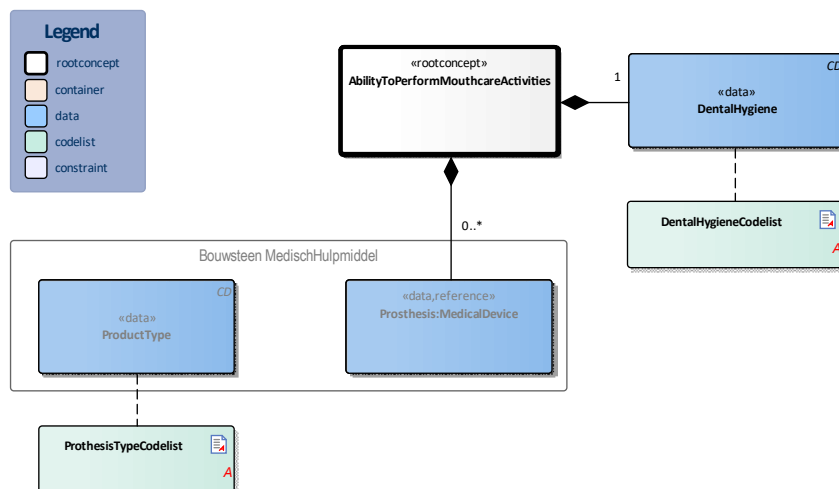 Legend
rootconcept
container
data
codelist
constraint
«rootconcept»
AbilityToPerformMouthcareActivities
1
CD
«data»
DentalHygiene
DentalHygieneCodelist
A
0..*
Bouwsteen MedischHulpmiddel
CD
«data»
ProductType
«data,reference»
Prosthesis:MedicalDevice
ProthesisTypeCodelist
A